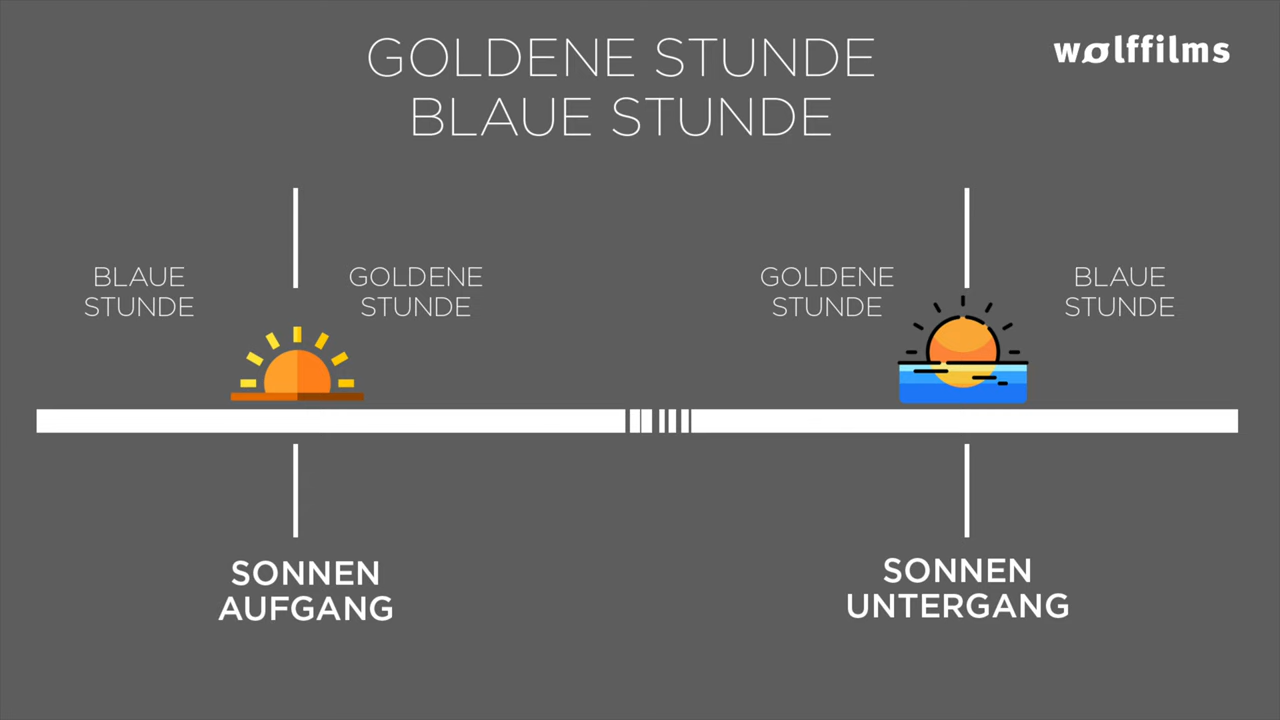 GOLDENE STUNDE
BLAUE STUNDE
wolffilms
BLAUE
STUNDE
GOLDENE
STUNDE
GOLDENE
STUNDE
BLAUE
STUNDE
SONNEN
AUFGANG
SONNEN
UNTERGANG